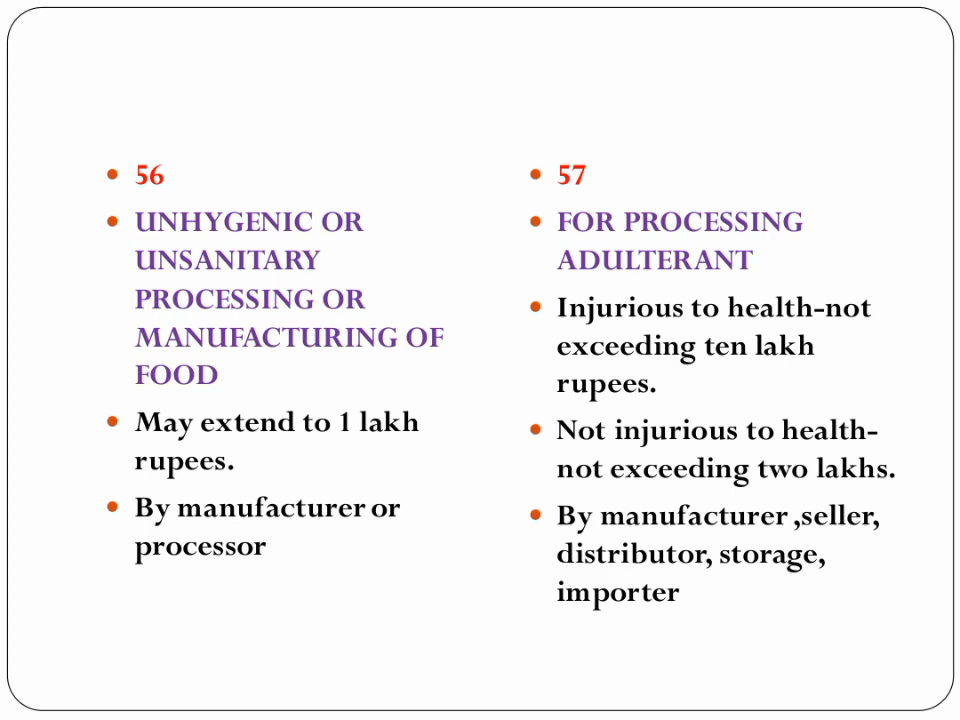 56
UNHYGENIC OR
UNSANITARY
PROCESSING OR
MANUFACTURING OF
FOOD
May extend to 1 lakh
rupees.
By manufacturer or
processor
57
FOR PROCESSING
ADULTERANT
Injurious to health-not
exceeding ten lakh
rupees.
Not injurious to health-
not exceeding two lakhs.
By manufacturer ,seller,
distributor, storage,
importer